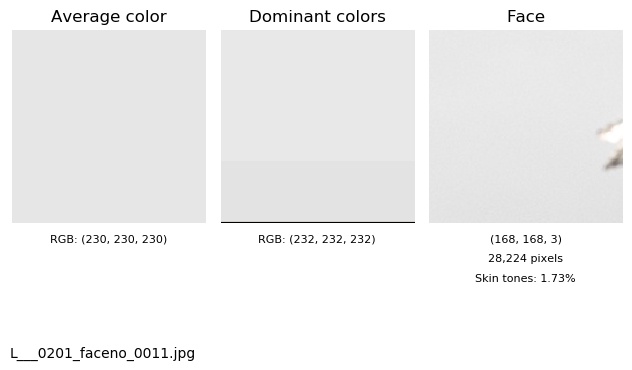 Average color
Dominant colors
Face
RGB: (230, 230, 230)
RGB: (232, 232, 232)
(168, 168, 3)
28,224 pixels
Skin tones: 1.73%
L___0201_faceno_0011.jpg